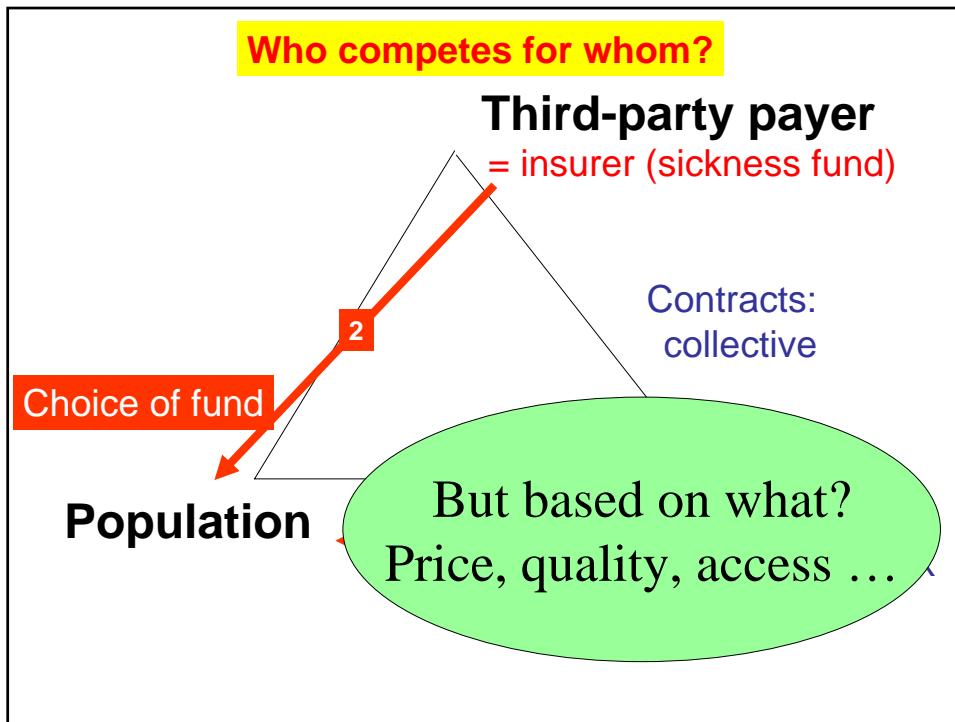 Who competes for whom?
Third-party payer
= insurer (sickness fund)
Contracts:
collective
2
Choice of fund
Population
But based on what?
Price, quality, access …